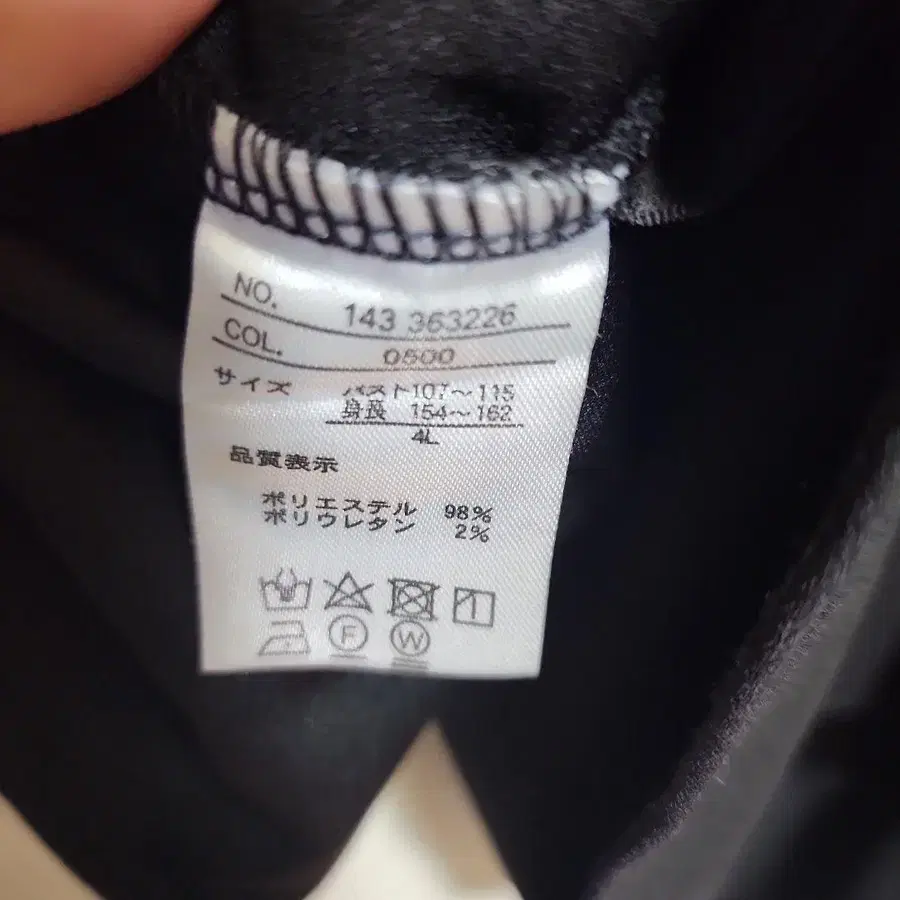 NO. 143 363226
COL. 0500
サイズ バスト107～115
身長 154～162
4L
品質表示
ポリエステル 98%
ポリウレタン 2%
F W